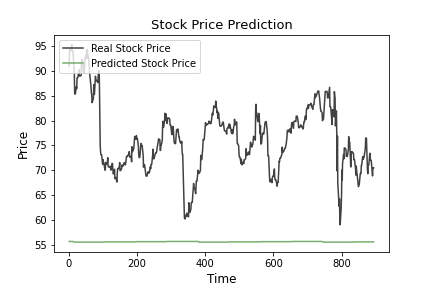 Stock Price Prediction
Real Stock Price
Predicted Stock Price
Price
95
90
85
80
75
70
65
60
55
0 200 400 600 800
Time